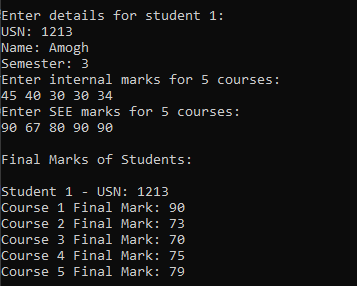 Enter details for student 1:
USN: 1213
Name: Amogh
Semester: 3
Enter internal marks for 5 courses:
45 40 30 30 34
Enter SEE marks for 5 courses:
90 67 80 90 90
Final Marks of Students:
Student 1 - USN: 1213
Course 1 Final Mark: 90
Course 2 Final Mark: 73
Course 3 Final Mark: 70
Course 4 Final Mark: 75
Course 5 Final Mark: 79